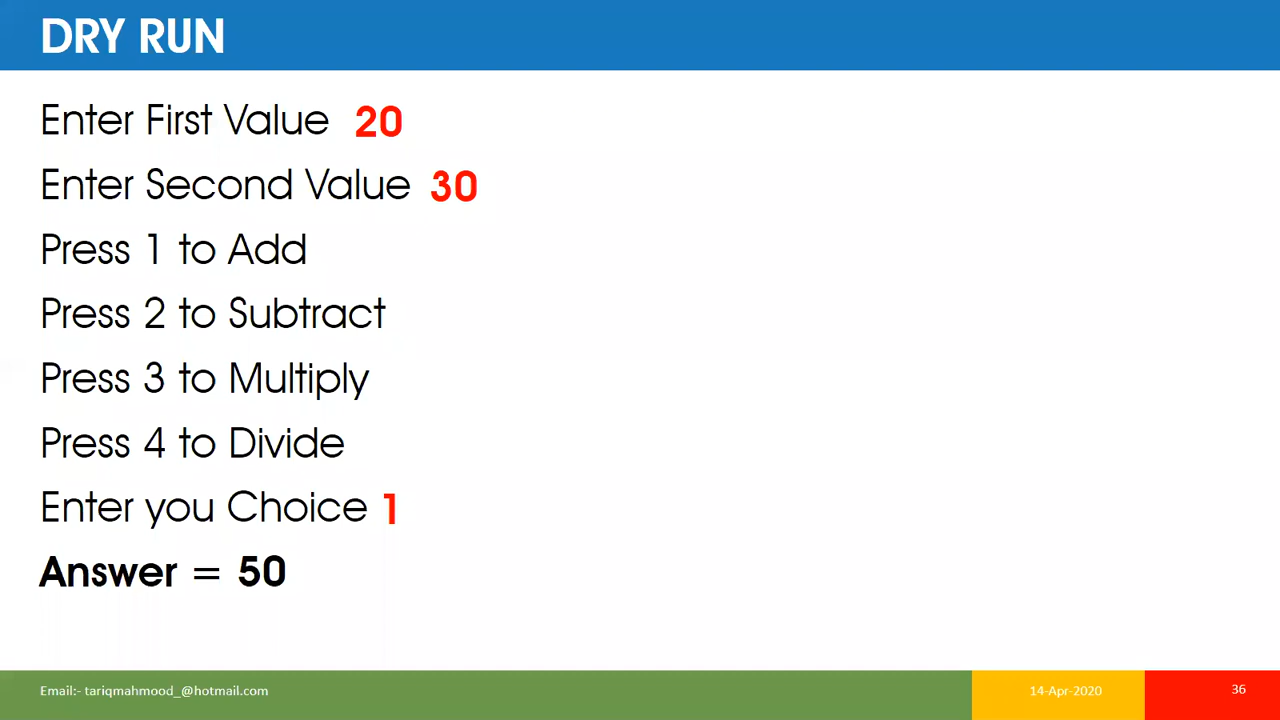 DRY RUN
Enter First Value 20
Enter Second Value 30
Press 1 to Add
Press 2 to Subtract
Press 3 to Multiply
Press 4 to Divide
Enter you Choice 1
Answer = 50
Email:- tariqmahmood_@hotmail.com 14-Apr-2020 36